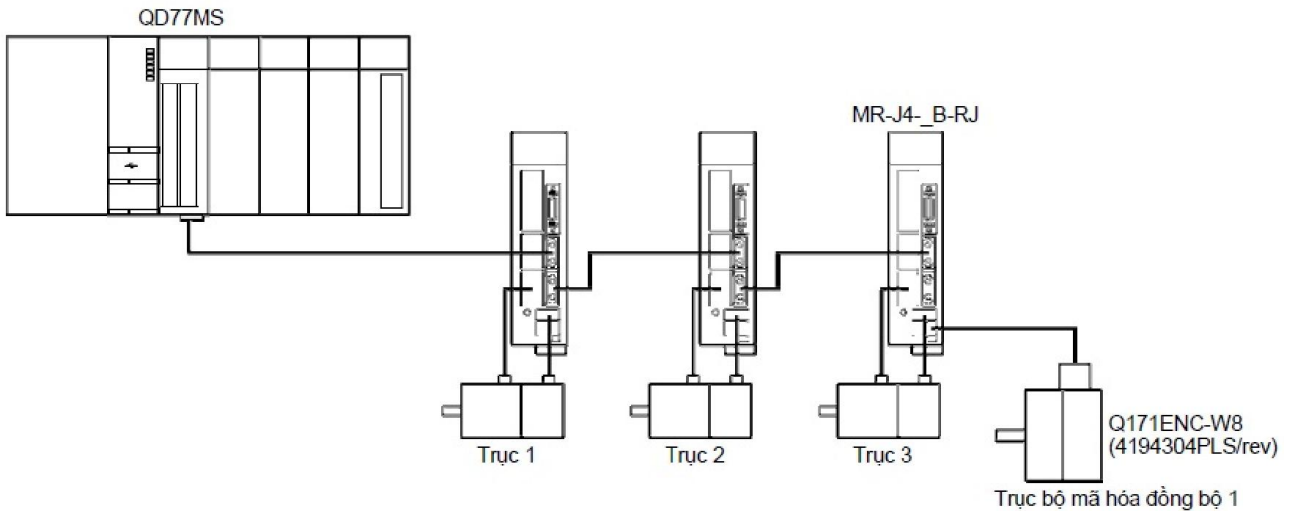 QD77MS
MR-J4-_B-RJ
Trục 1
Trục 2
Trục 3
Q171ENC-W8
(4194304PLS/rev)
Trục bộ mã hóa đồng bộ 1